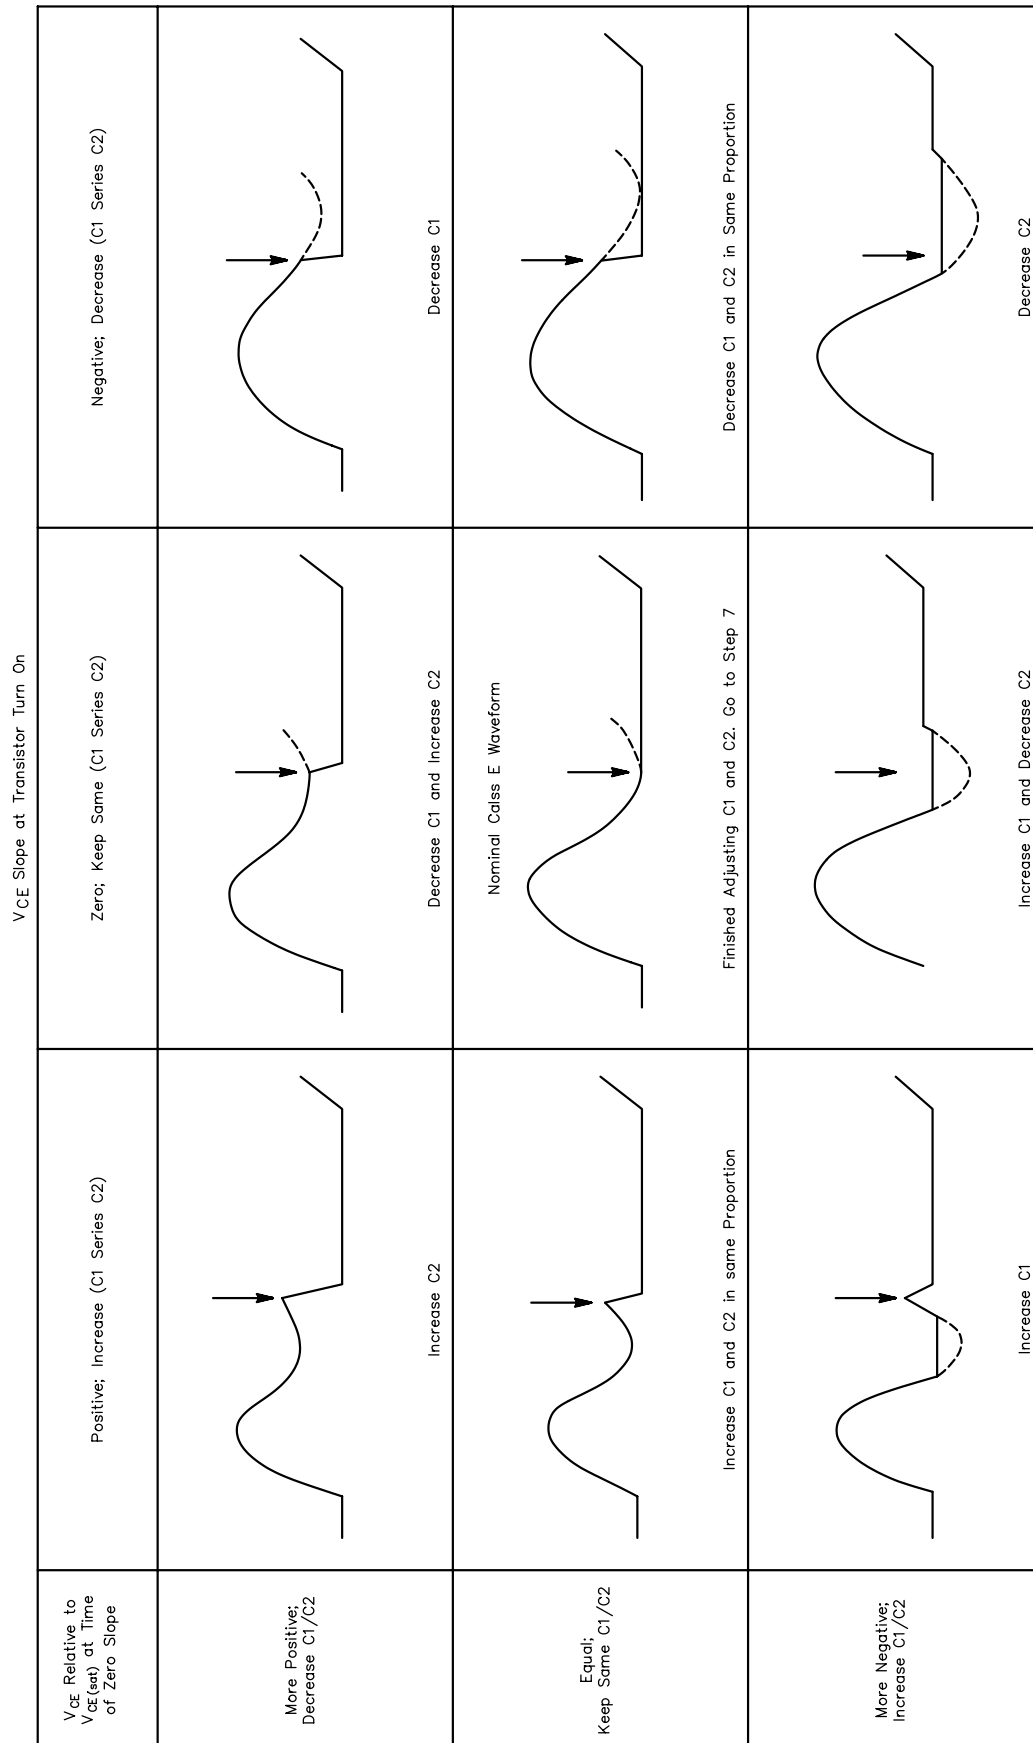 VCE Slope at Transistor Turn On
VCE Relative to
VCE(sat) at Time
of Zero Slope
Positive; Increase (C1 Series C2)
Zero; Keep Same (C1 Series C2)
Negative; Decrease (C1 Series C2)
More Positive;
Decrease C1/C2
Increase C2
Decrease C1 and Increase C2
Decrease C1
Equal;
Keep Same C1/C2
Nominal Calss E Waveform
Increase C1 and C2 in same Proportion
Finished Adjusting C1 and C2. Go to Step 7
Decrease C1 and C2 in Same Proportion
More Negative;
Increase C1/C2
Increase C1
Increase C1 and Decrease C2
Decrease C2